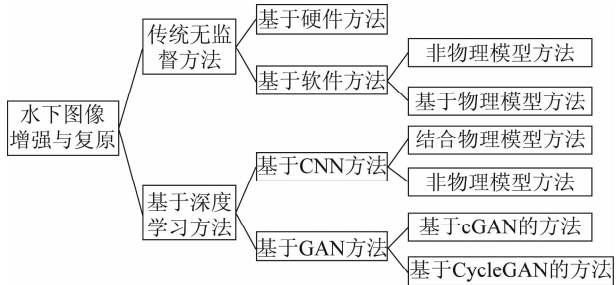 水下图像
增强与复原
传统无监
督方法
基于硬件方法
基于软件方法
非物理模型方法
基于物理模型方法
基于深度
学习方法
基于CNN方法
结合物理模型方法
非物理模型方法
基于GAN方法
基于cGAN的方法
基于CycleGAN的方法